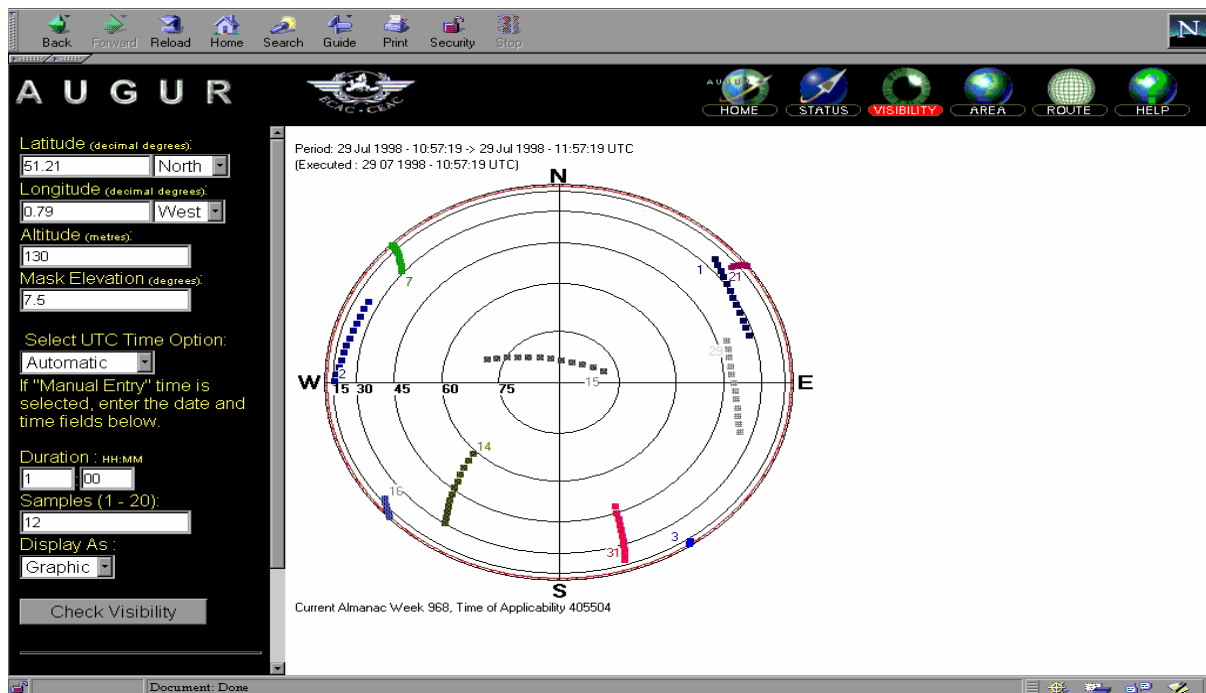 Back Forward Reload Home Search Guide Print Security Stop
N
A U G U R
ECAC • CEAC
AUGUR
HOME STATUS VISIBILITY AREA ROUTE HELP
Latitude (decimal degrees):
51.21 North
Longitude (decimal degrees):
0.79 West
Altitude (metres):
130
Mask Elevation (degrees):
7.5
Select UTC Time Option:
Automatic
If "Manual Entry" time is
selected, enter the date and
time fields below.
Duration : HH:MM
1 : 00
Samples (1 - 20):
12
Display As :
Graphic
Check Visibility
Period: 29 Jul 1998 - 10:57:19 -> 29 Jul 1998 - 11:57:19 UTC
(Executed : 29 07 1998 - 10:57:19 UTC)
N
1
21
7
29
2
15
W
E
15 30 45 60 75
14
16
31
3
S
Current Almanac Week 968, Time of Applicability 405504
Document: Done